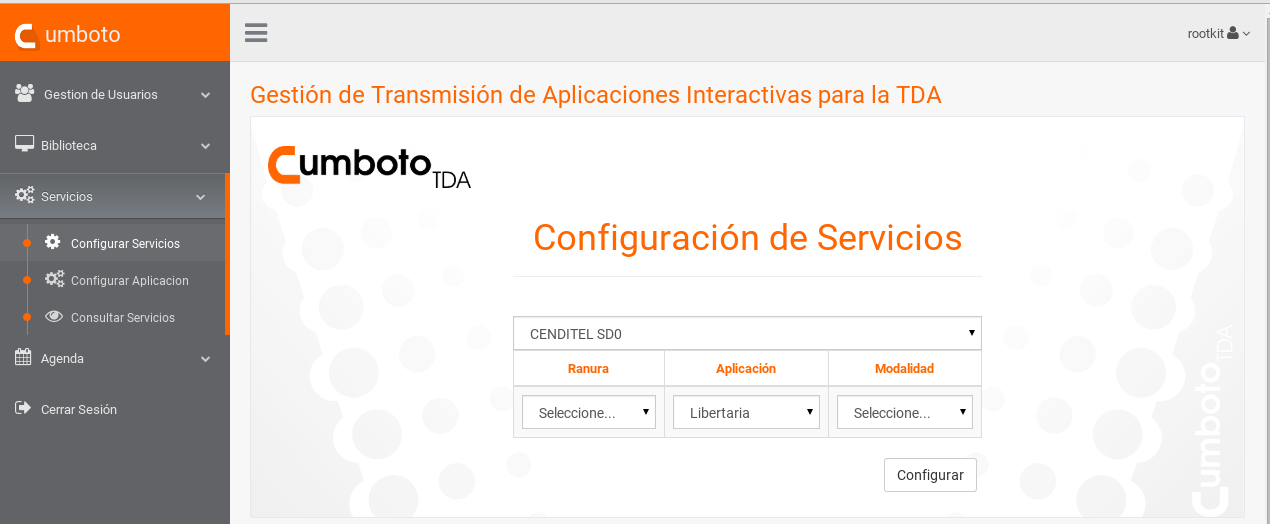 Cumboto
rootkit
Gestion de Usuarios
Biblioteca
Servicios
Configurar Servicios
Configurar Aplicacion
Consultar Servicios
Agenda
Cerrar Sesión
Gestión de Transmisión de Aplicaciones Interactivas para la TDA
Cumboto TDA
Configuración de Servicios
CENDITEL SD0
Ranura Aplicación Modalidad
Seleccione... Libertaria Seleccione...
Configurar
Cumboto TDA